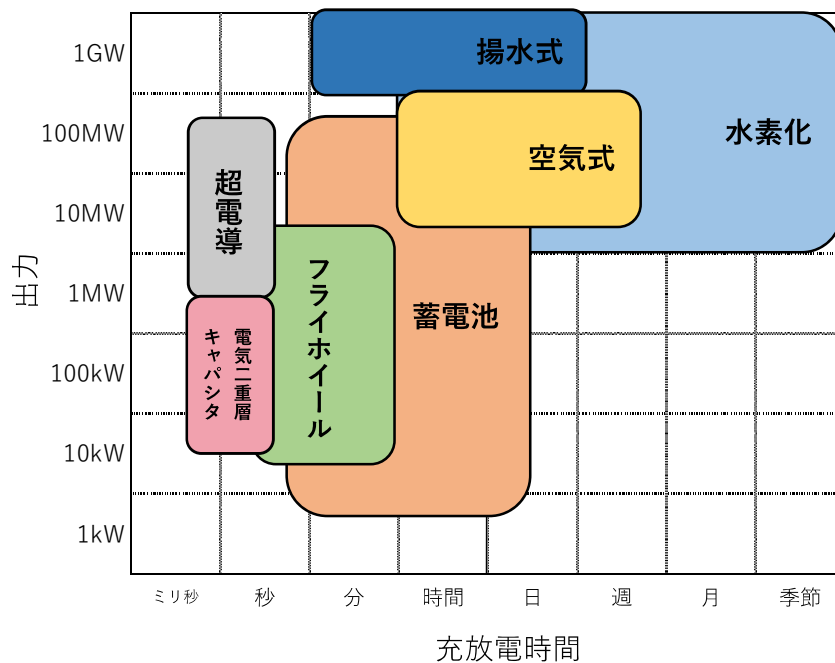 1GW
100MW
10MW
1MW
100kW
10kW
1kW
出力
揚水式
水素化
空気式
超電導
フライホイール
蓄電池
電気二重層
キャパシタ
ミリ秒
秒
分
時間
日
週
月
季節
充放電時間